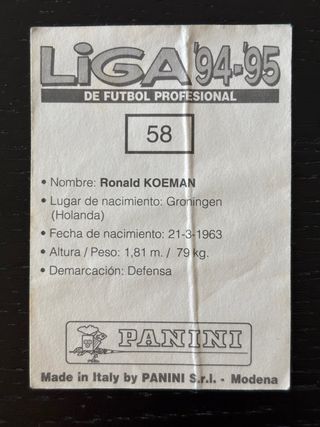 LiGA '94-'95
DE FUTBOL PROFESIONAL
58
• Nombre: Ronald KOEMAN
• Lugar de nacimiento: Groningen
(Holanda)
• Fecha de nacimiento: 21-3-1963
• Altura / Peso: 1,81 m. / 79 kg.
• Demarcación: Defensa
PANINI
Made in Italy by PANINI S.r.l. - Modena